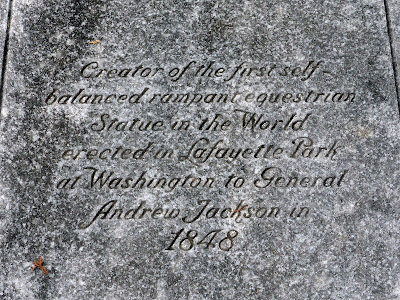 Creator of the first self-
balanced rampant equestrian
Statue in the World
erected in Lafayette Park
at Washington to General
Andrew Jackson in
1848